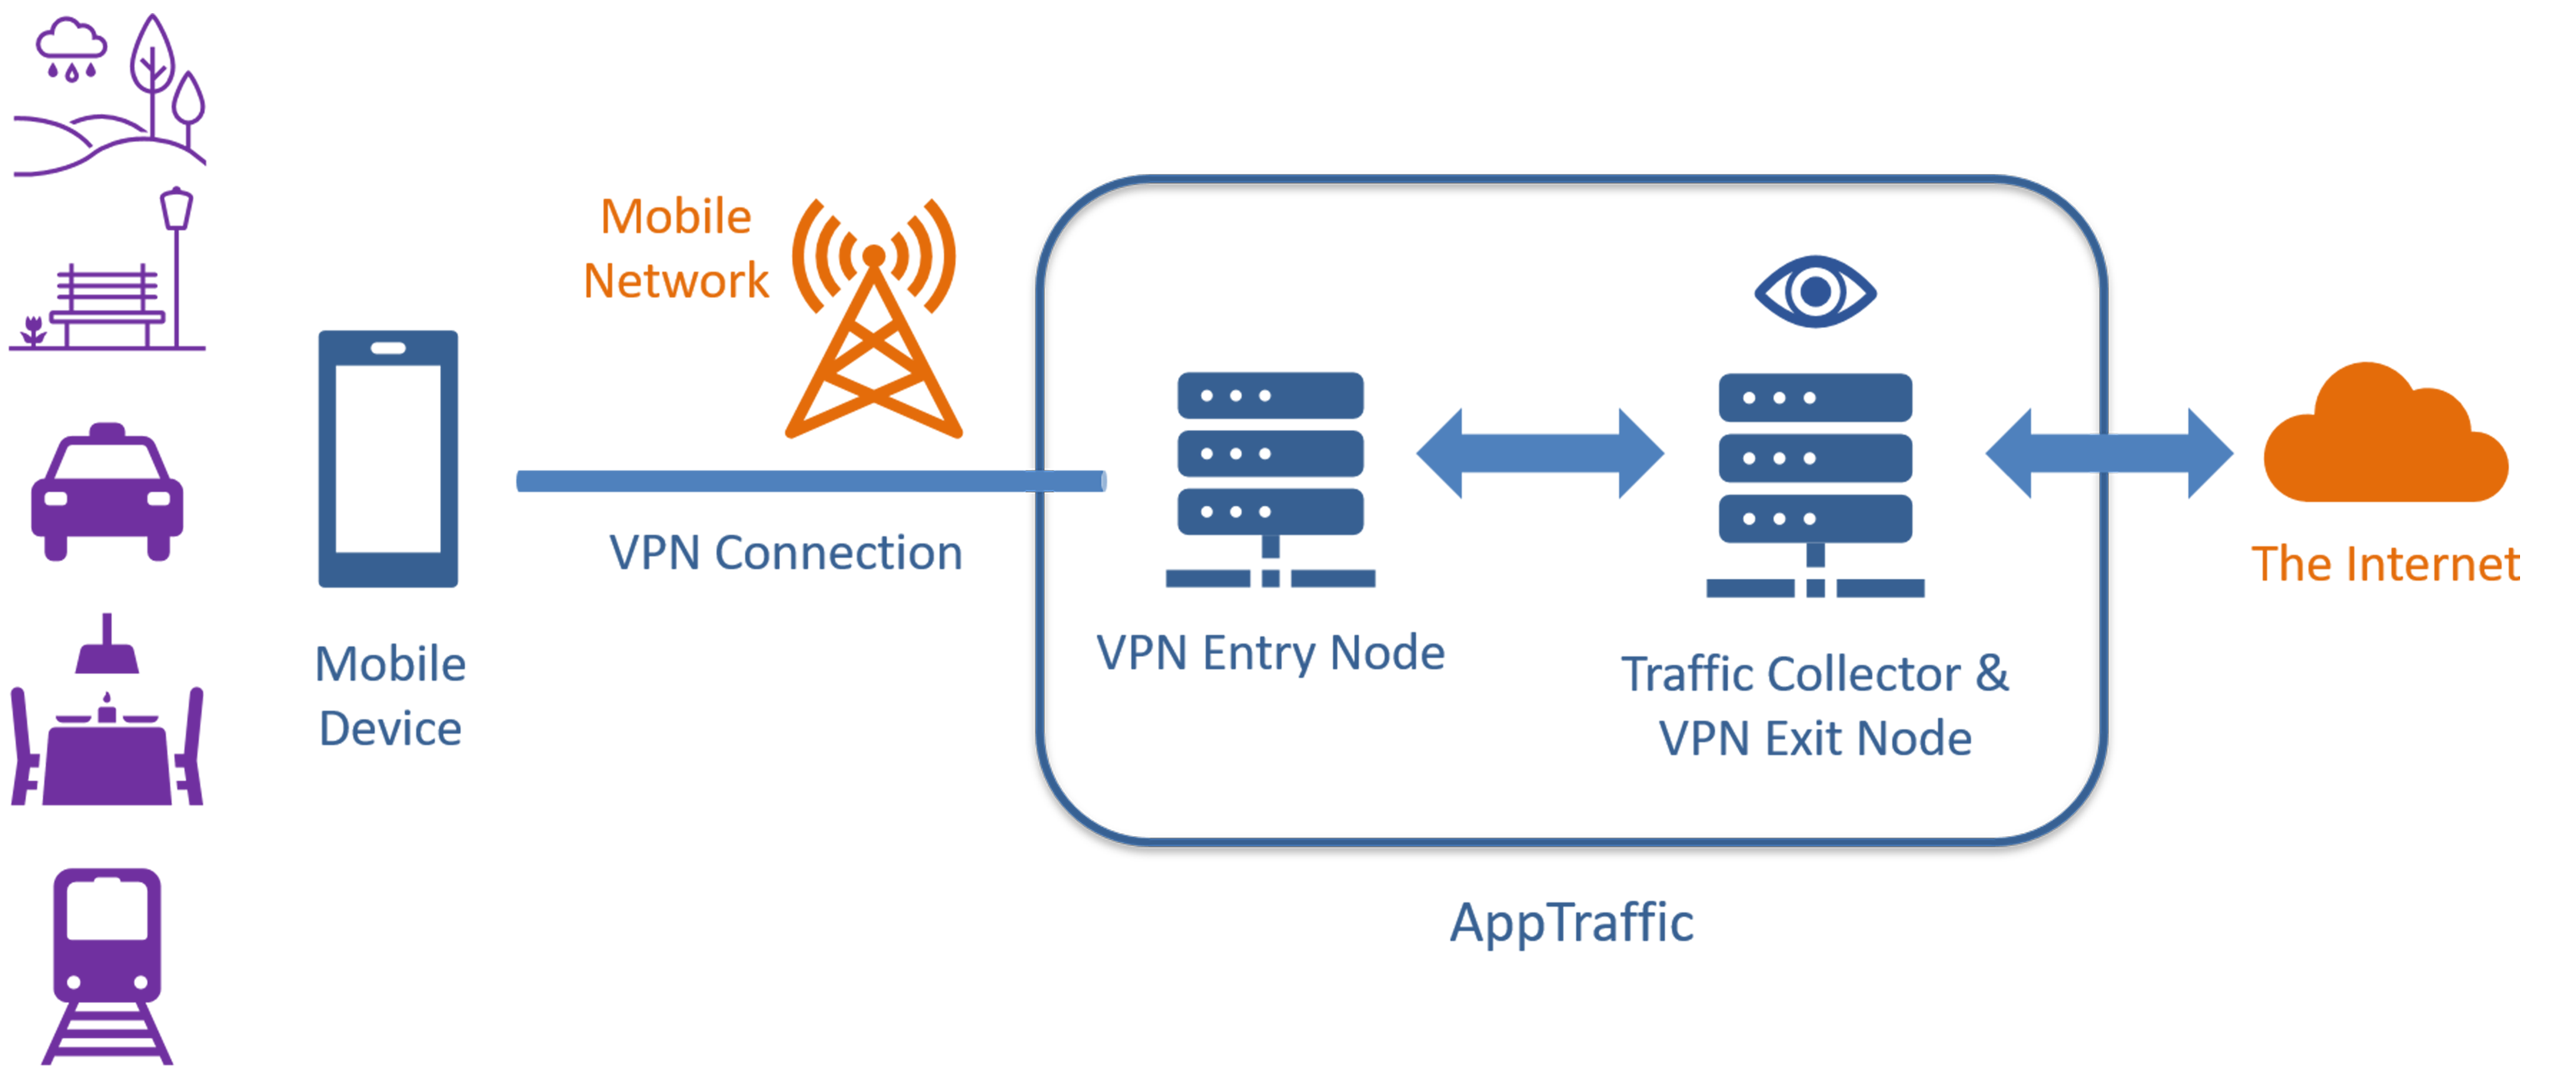 Mobile
Network
VPN Connection
Mobile
Device
VPN Entry Node
Traffic Collector &
VPN Exit Node
The Internet
AppTraffic